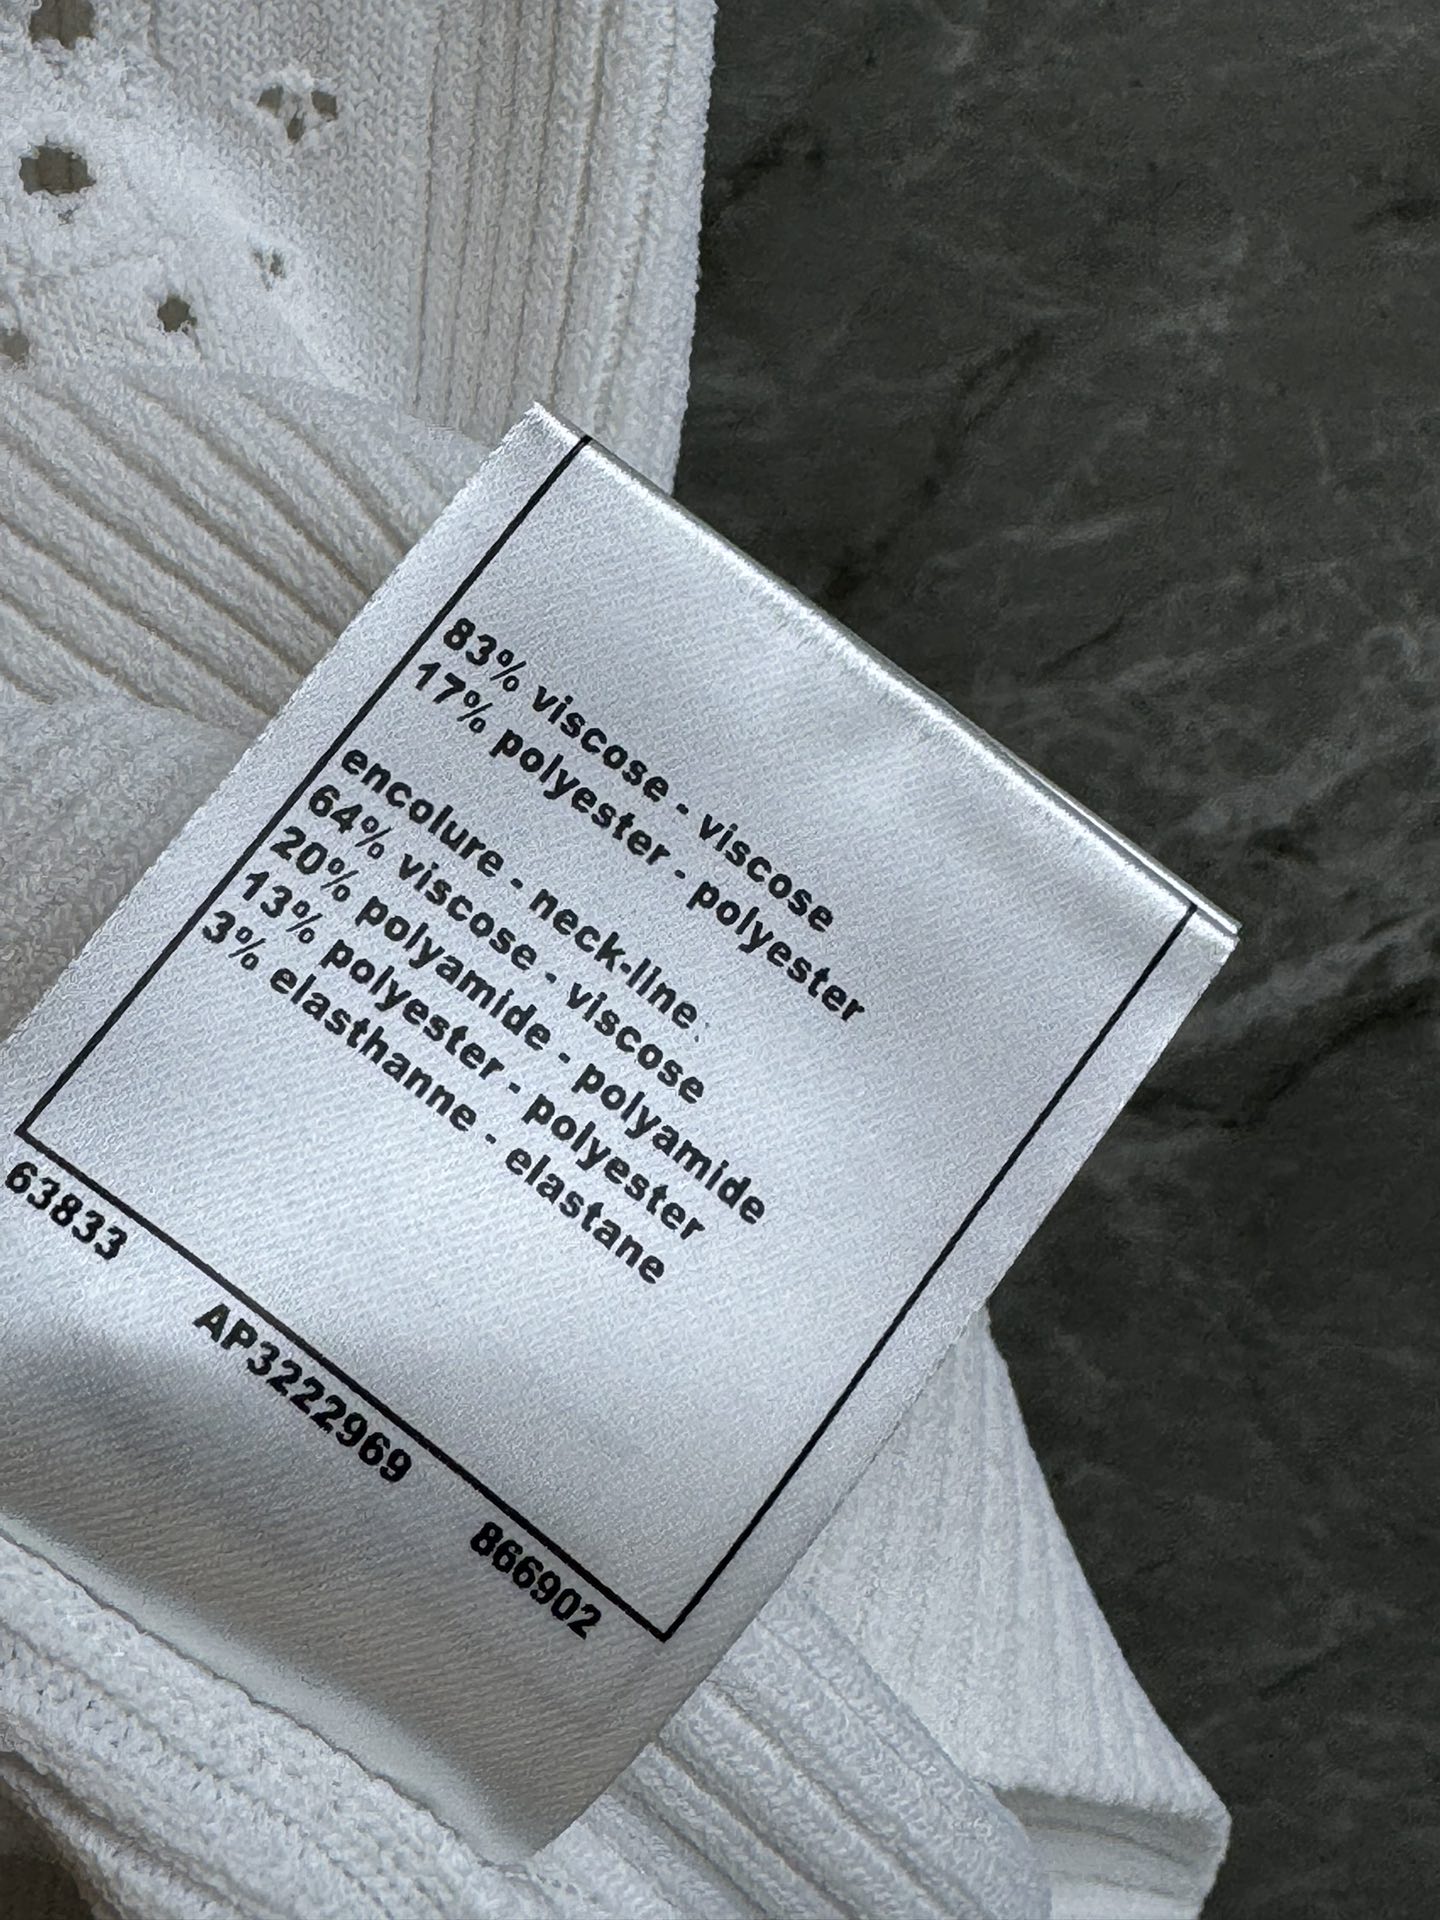 83% viscose - viscose
17% polyester - polyester
encolure - neck-line
64% viscose - viscose
20% polyamide - polyamide
13% polyester - polyester
3% elasthanne - elastane
63833 AP3222969 866902